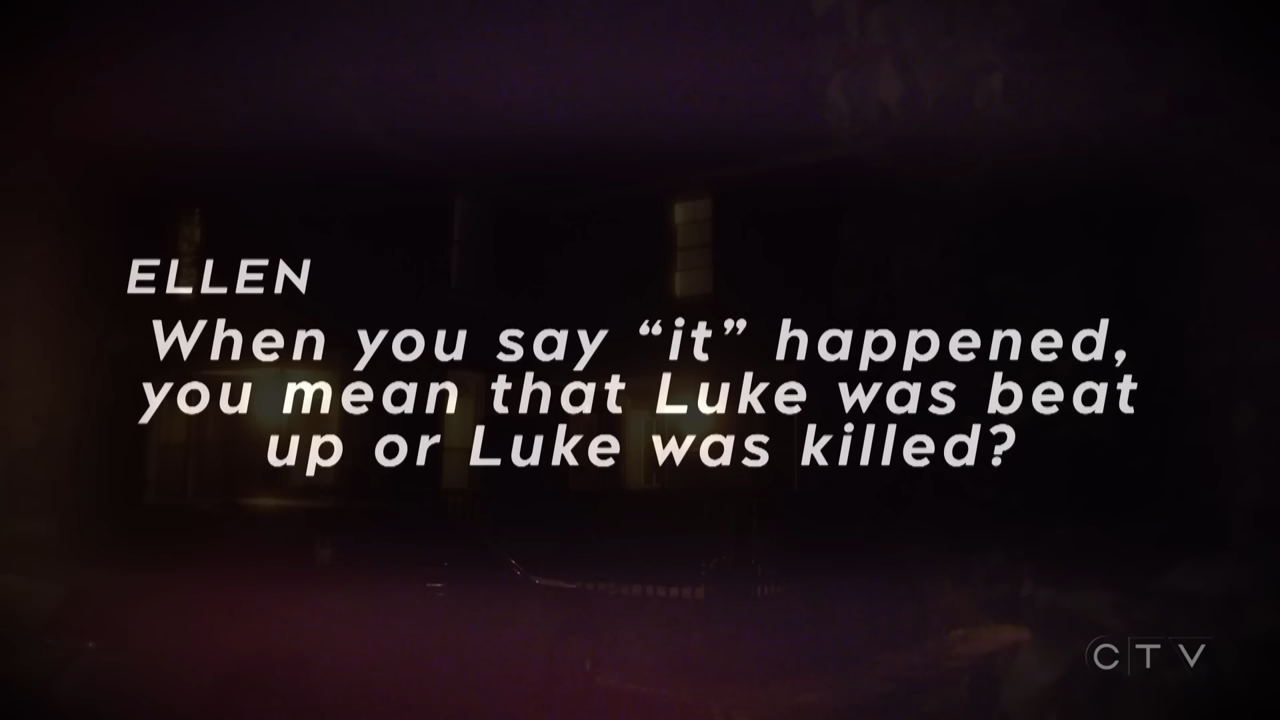 ELLEN
When you say “it” happened,
you mean that Luke was beat
up or Luke was killed?
CTV